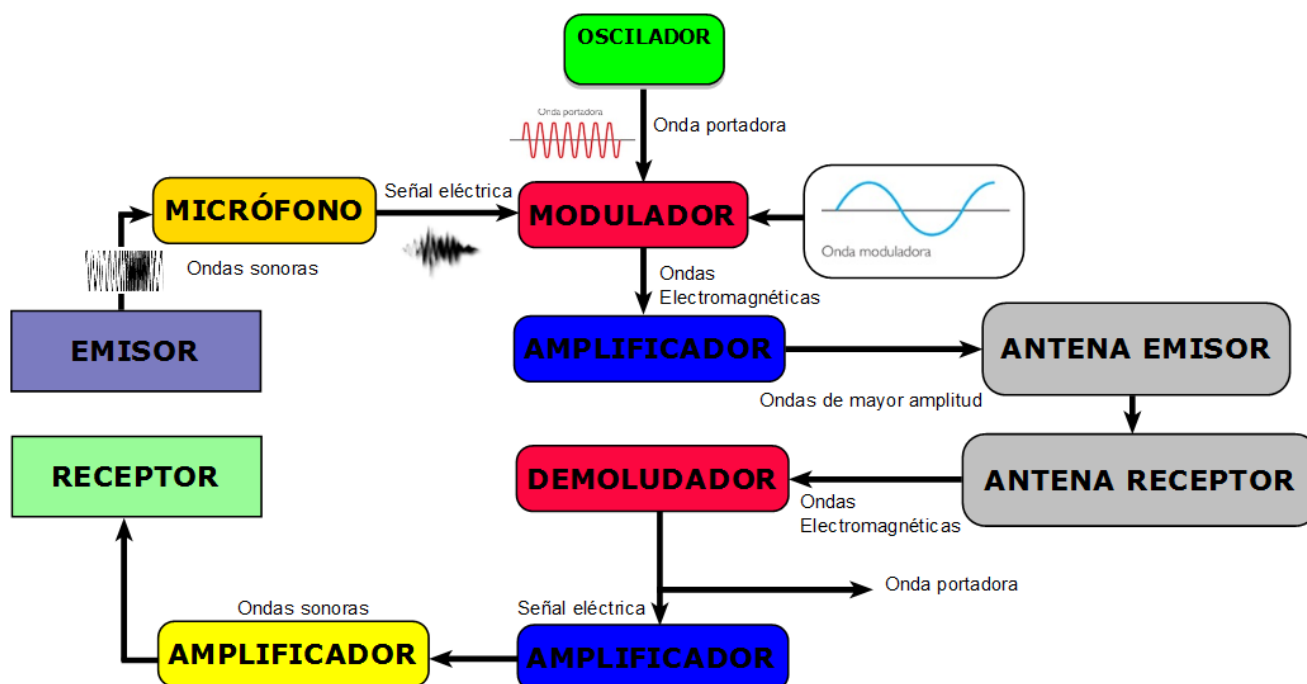 OSCILADOR
Onda portadora
Onda portadora
Señal eléctrica
MICRÓFONO
MODULADOR
Onda moduladora
Ondas sonoras
Ondas
Electromagnéticas
EMISOR
AMPLIFICADOR
ANTENA EMISOR
Ondas de mayor amplitud
RECEPTOR
DEMOLUDADOR
ANTENA RECEPTOR
Ondas
Electromagnéticas
Onda portadora
Ondas sonoras
Señal eléctrica
AMPLIFICADOR
AMPLIFICADOR